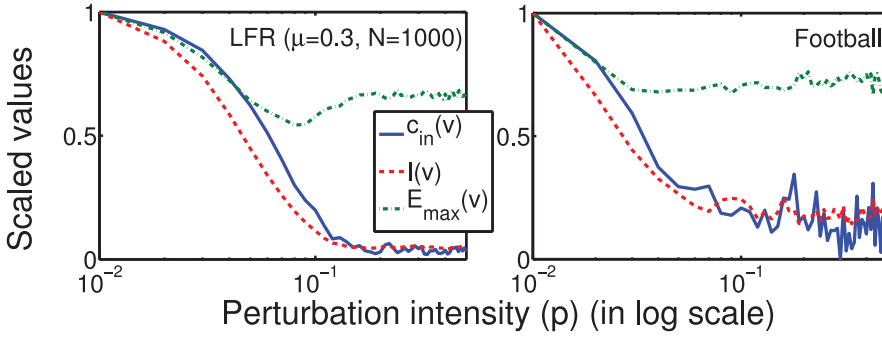 Scaled values
1
0.5
0
10⁻²
10⁻¹
LFR (μ=0.3, N=1000)
c_in(v)
I(v)
E_max(v)
1
0.5
0
10⁻²
10⁻¹
Football
Perturbation intensity (p) (in log scale)